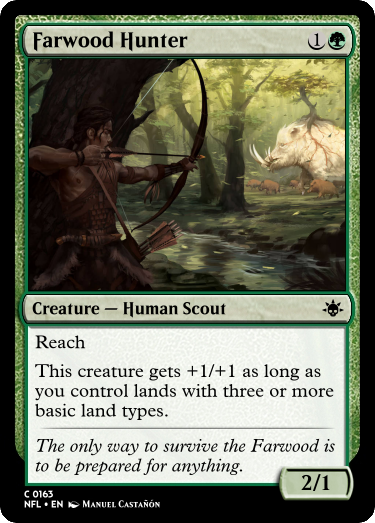 Farwood Hunter 1
Creature — Human Scout
Reach
This creature gets +1/+1 as long as
you control lands with three or more
basic land types.
The only way to survive the Farwood is
to be prepared for anything.
2/1
C 0163
NFL • EN Manuel Castañón